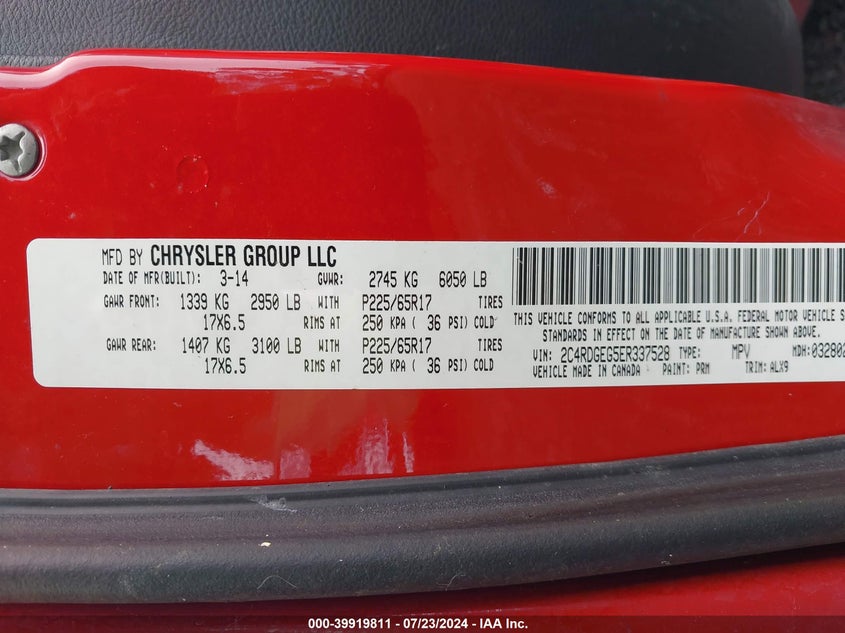 MFD BY CHRYSLER GROUP LLC
DATE OF MFR(BUILT): 3-14 GVWR: 2745 KG 6050 LB
GAWR FRONT: 1339 KG 2950 LB WITH P225/65R17 TIRES
17X6.5 RIMS AT 250 KPA ( 36 PSI) COLD
GAWR REAR: 1407 KG 3100 LB WITH P225/65R17 TIRES
17X6.5 RIMS AT 250 KPA ( 36 PSI) COLD
THIS VEHICLE CONFORMS TO ALL APPLICABLE U.S.A. FEDERAL MOTOR VEHICLE S
STANDARDS IN EFFECT ON THE DATE OF MANUFACTURE SHOWN ABOVE.
VIN: 2C4RDGEG5ER337528 TYPE: MPV MDH: 032802
VEHICLE MADE IN CANADA PAINT: PRM TRIM: ALX9
000-39919811 - 07/23/2024 - IAA Inc.